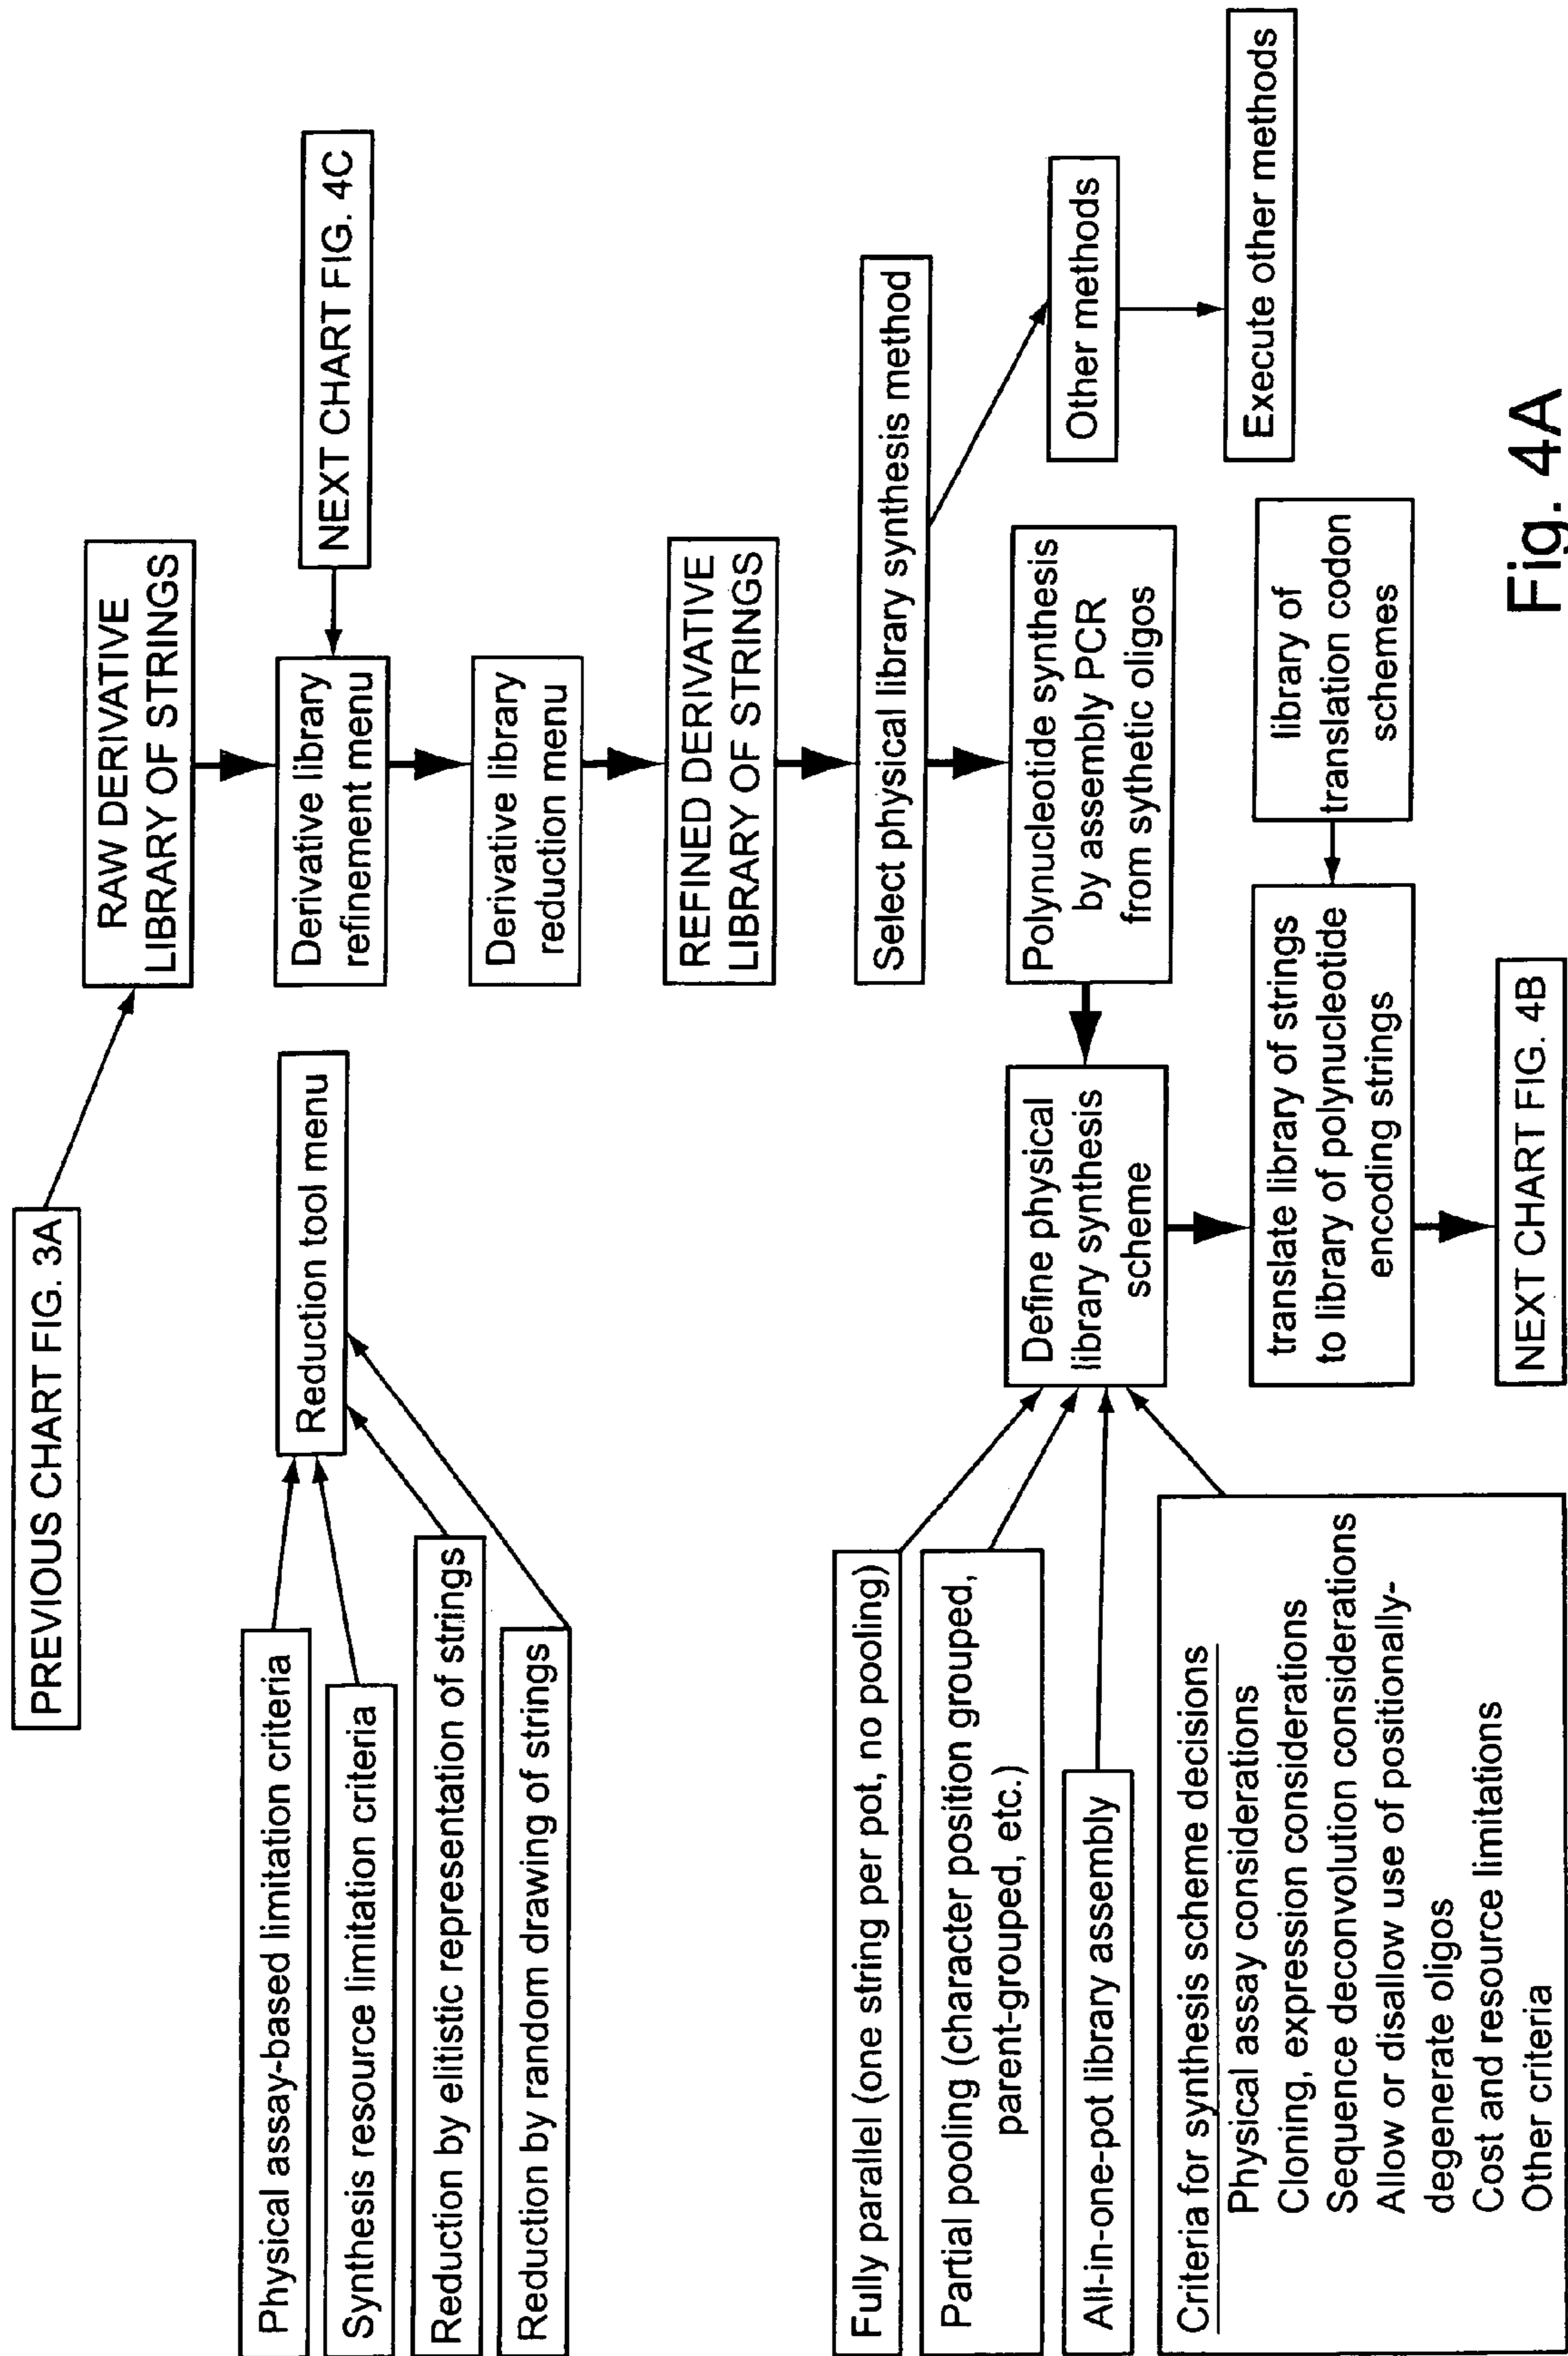 PREVIOUS CHART FIG. 3A
RAW DERIVATIVE
LIBRARY OF STRINGS
NEXT CHART FIG. 4C
Derivative library
refinement menu
Derivative library
reduction menu
REFINED DERIVATIVE
LIBRARY OF STRINGS
Reduction tool menu
Physical assay-based limitation criteria
Synthesis resource limitation criteria
Reduction by elitistic representation of strings
Reduction by random drawing of strings
Select physical library synthesis method
Other methods
Execute other methods
Polynucleotide synthesis
by assembly PCR
from sythetic oligos
Define physical
library synthesis
scheme
Fully parallel (one string per pot, no pooling)
Partial pooling (character position grouped,
parent-grouped, etc.)
All-in-one-pot library assembly
Criteria for synthesis scheme decisions
Physical assay considerations
Cloning, expression considerations
Sequence deconvolution considerations
Allow or disallow use of positionally-
degenerate oligos
Cost and resource limitations
Other criteria
library of
translation codon
schemes
translate library of strings
to library of polynucleotide
encoding strings
NEXT CHART FIG. 4B
Fig. 4A